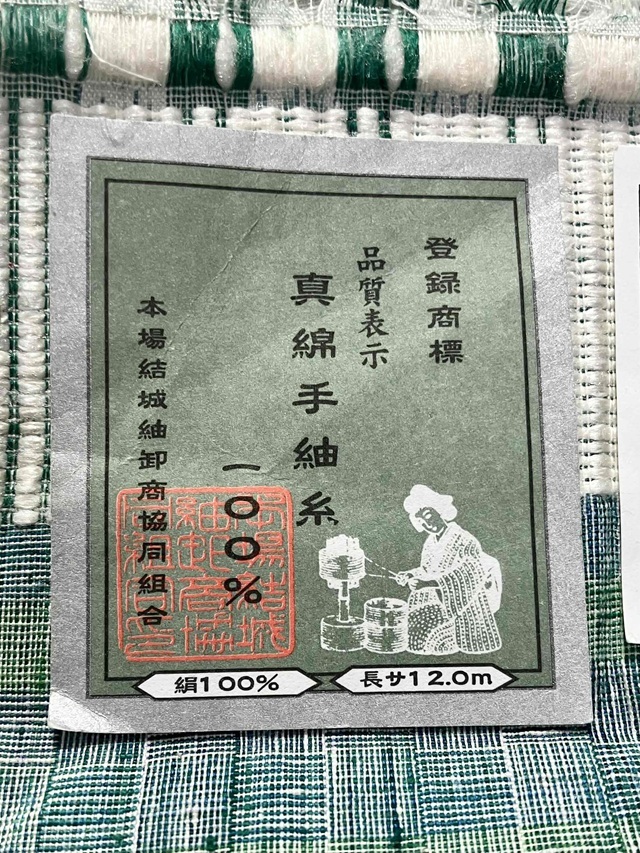 登録商標
品質表示
真綿手紬糸
一〇〇%
本場結城紬卸商協同組合
絹100%
長サ12.0m